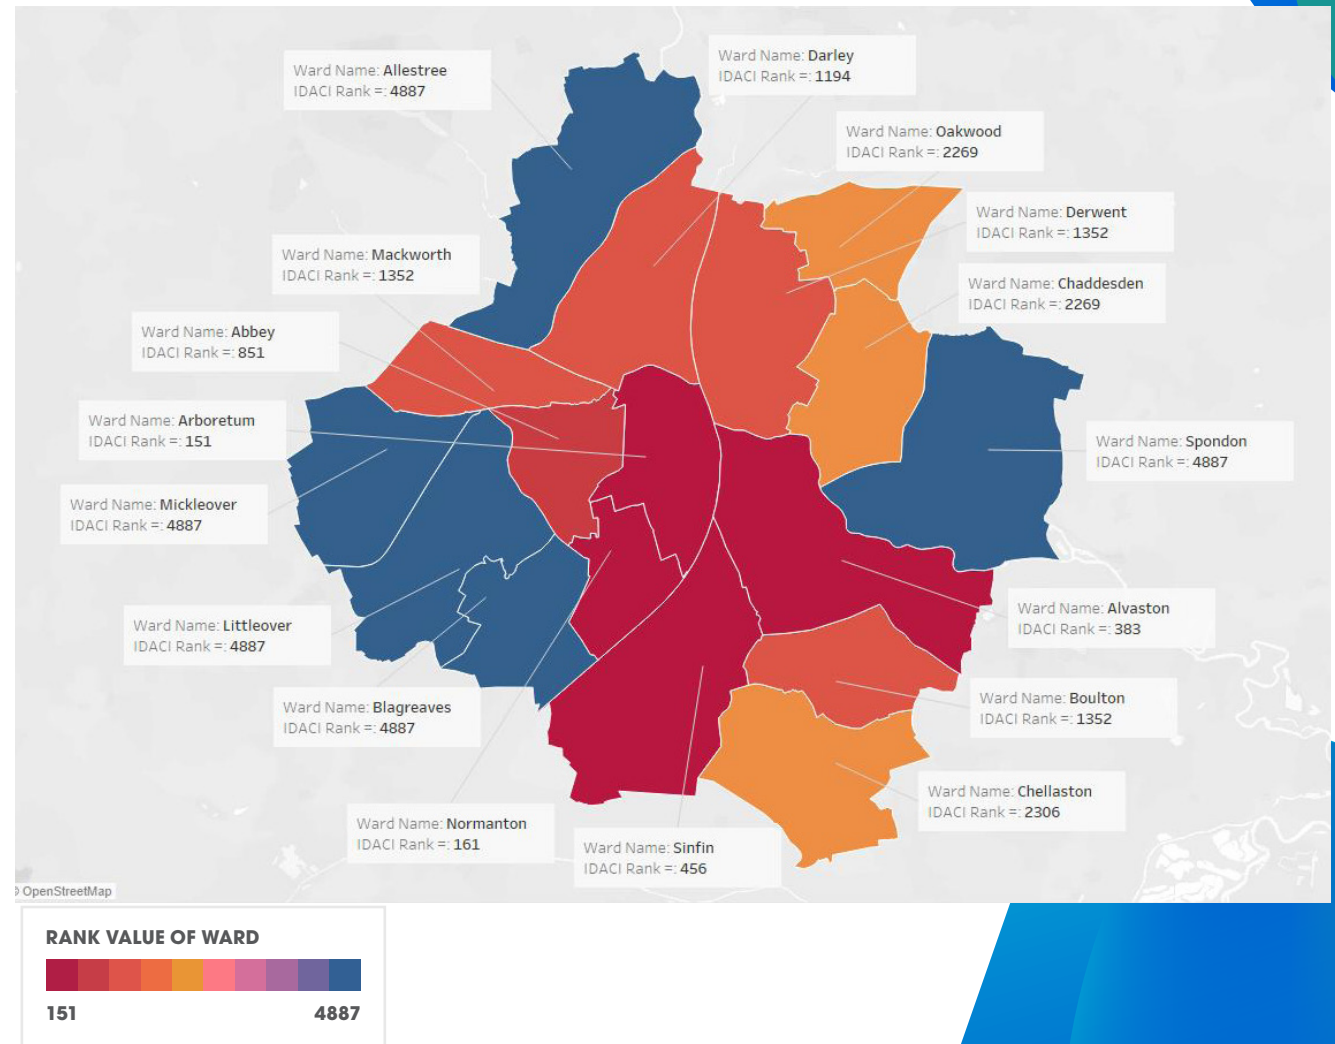 Ward Name: Allestree
IDACI Rank =: 4887
Ward Name: Darley
IDACI Rank =: 1194
Ward Name: Oakwood
IDACI Rank =: 2269
Ward Name: Derwent
IDACI Rank =: 1352
Ward Name: Mackworth
IDACI Rank =: 1352
Ward Name: Chaddesden
IDACI Rank =: 2269
Ward Name: Abbey
IDACI Rank =: 851
Ward Name: Arboretum
IDACI Rank =: 151
Ward Name: Spondon
IDACI Rank =: 4887
Ward Name: Mickleover
IDACI Rank =: 4887
Ward Name: Alvaston
IDACI Rank =: 383
Ward Name: Littleover
IDACI Rank =: 4887
Ward Name: Boulton
IDACI Rank =: 1352
Ward Name: Blagreaves
IDACI Rank =: 4887
Ward Name: Chellaston
IDACI Rank =: 2306
Ward Name: Normanton
IDACI Rank =: 161
Ward Name: Sinfin
IDACI Rank =: 456
© OpenStreetMap
RANK VALUE OF WARD
151 4887